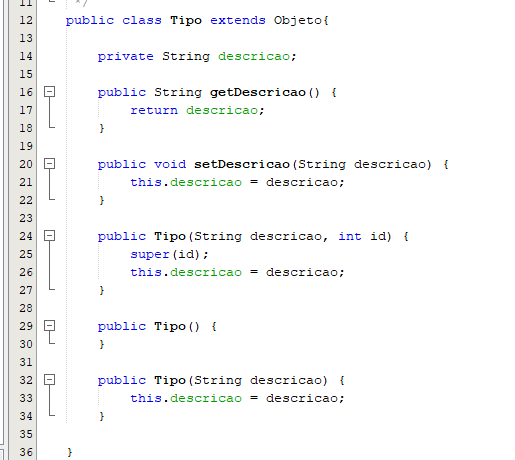 11 */
12 public class Tipo extends Objeto{
13
14 private String descricao;
15
16 public String getDescricao() {
17 return descricao;
18 }
19
20 public void setDescricao(String descricao) {
21 this.descricao = descricao;
22 }
23
24 public Tipo(String descricao, int id) {
25 super(id);
26 this.descricao = descricao;
27 }
28
29 public Tipo() {
30 }
31
32 public Tipo(String descricao) {
33 this.descricao = descricao;
34 }
35
36 }